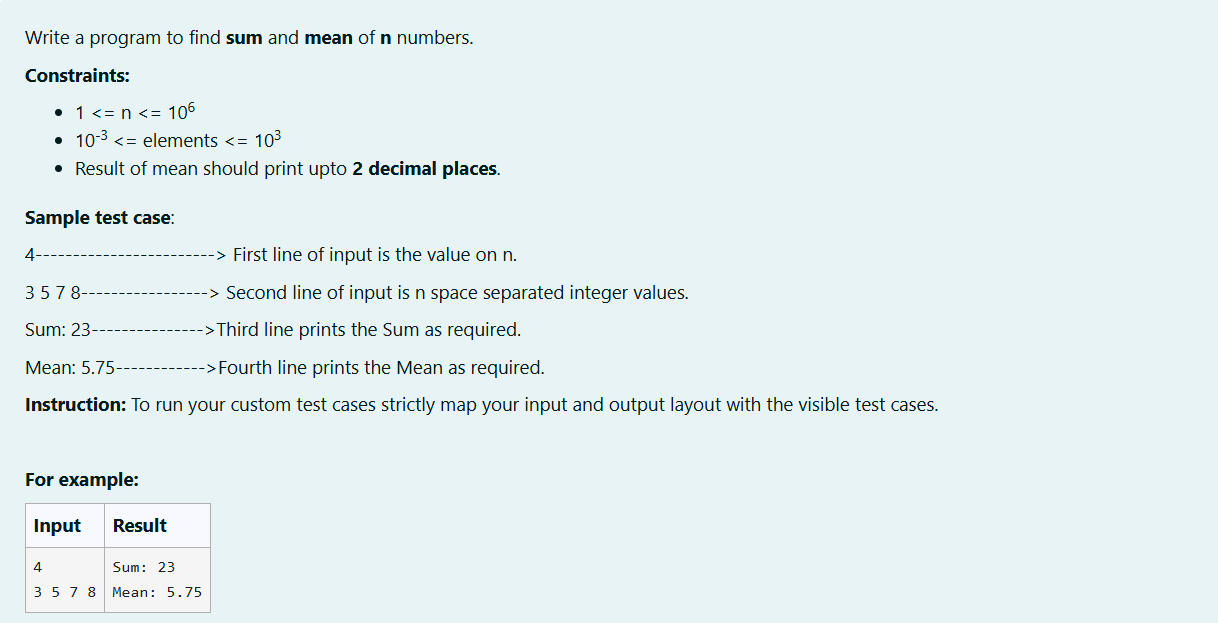 Write a program to find sum and mean of n numbers.
Constraints:
• 1 <= n <= 10⁶
• 10⁻³ <= elements <= 10³
• Result of mean should print upto 2 decimal places.
Sample test case:
4------------------------> First line of input is the value on n.
3 5 7 8-----------------> Second line of input is n space separated integer values.
Sum: 23--------------->Third line prints the Sum as required.
Mean: 5.75------------>Fourth line prints the Mean as required.
Instruction: To run your custom test cases strictly map your input and output layout with the visible test cases.
For example:
Input Result
4 Sum: 23
3 5 7 8 Mean: 5.75